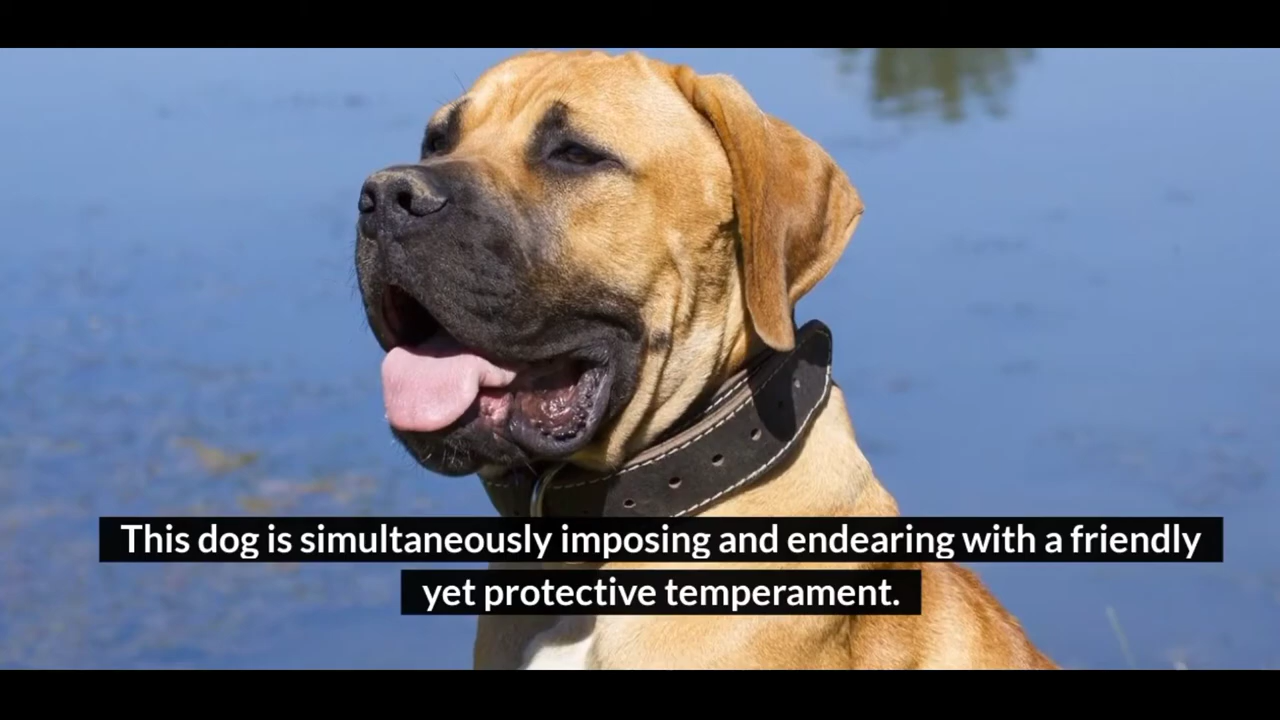 This dog is simultaneously imposing and endearing with a friendly
yet protective temperament.